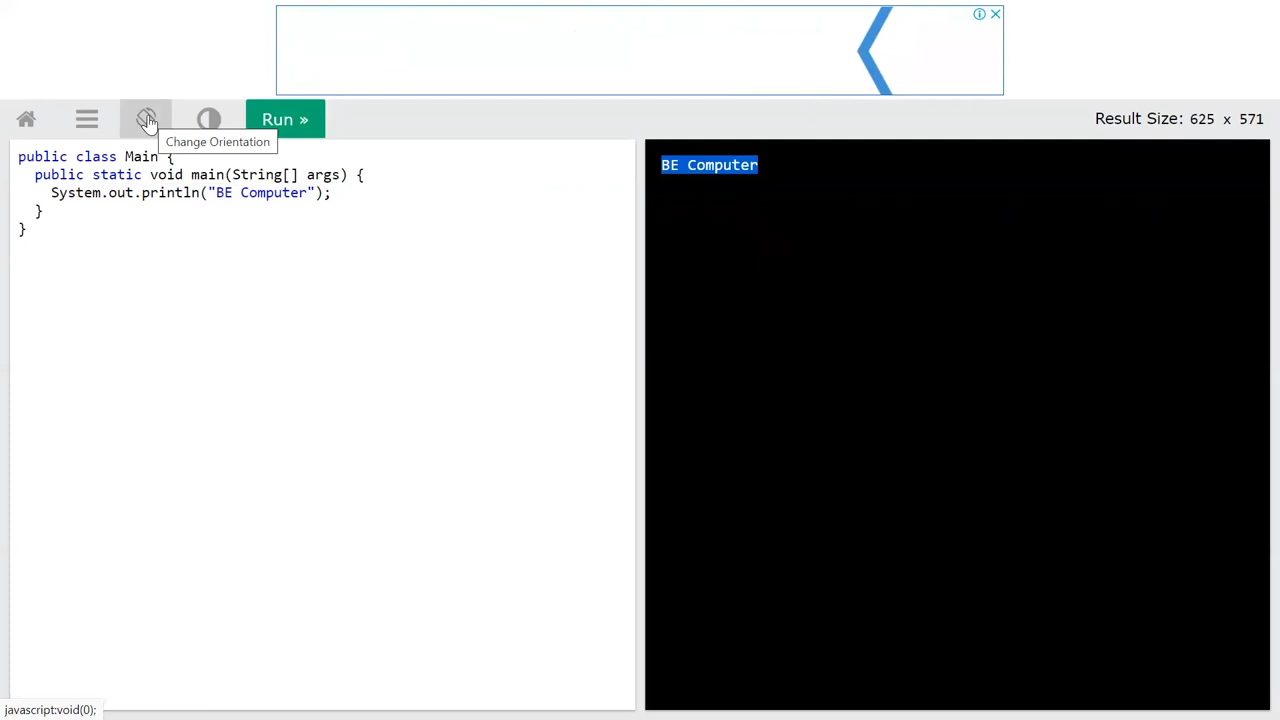 Run »
Result Size: 625 x 571
Change Orientation
public class Main {
public static void main(String[] args) {
System.out.println("BE Computer");
}
}
BE Computer
javascript:void(0);